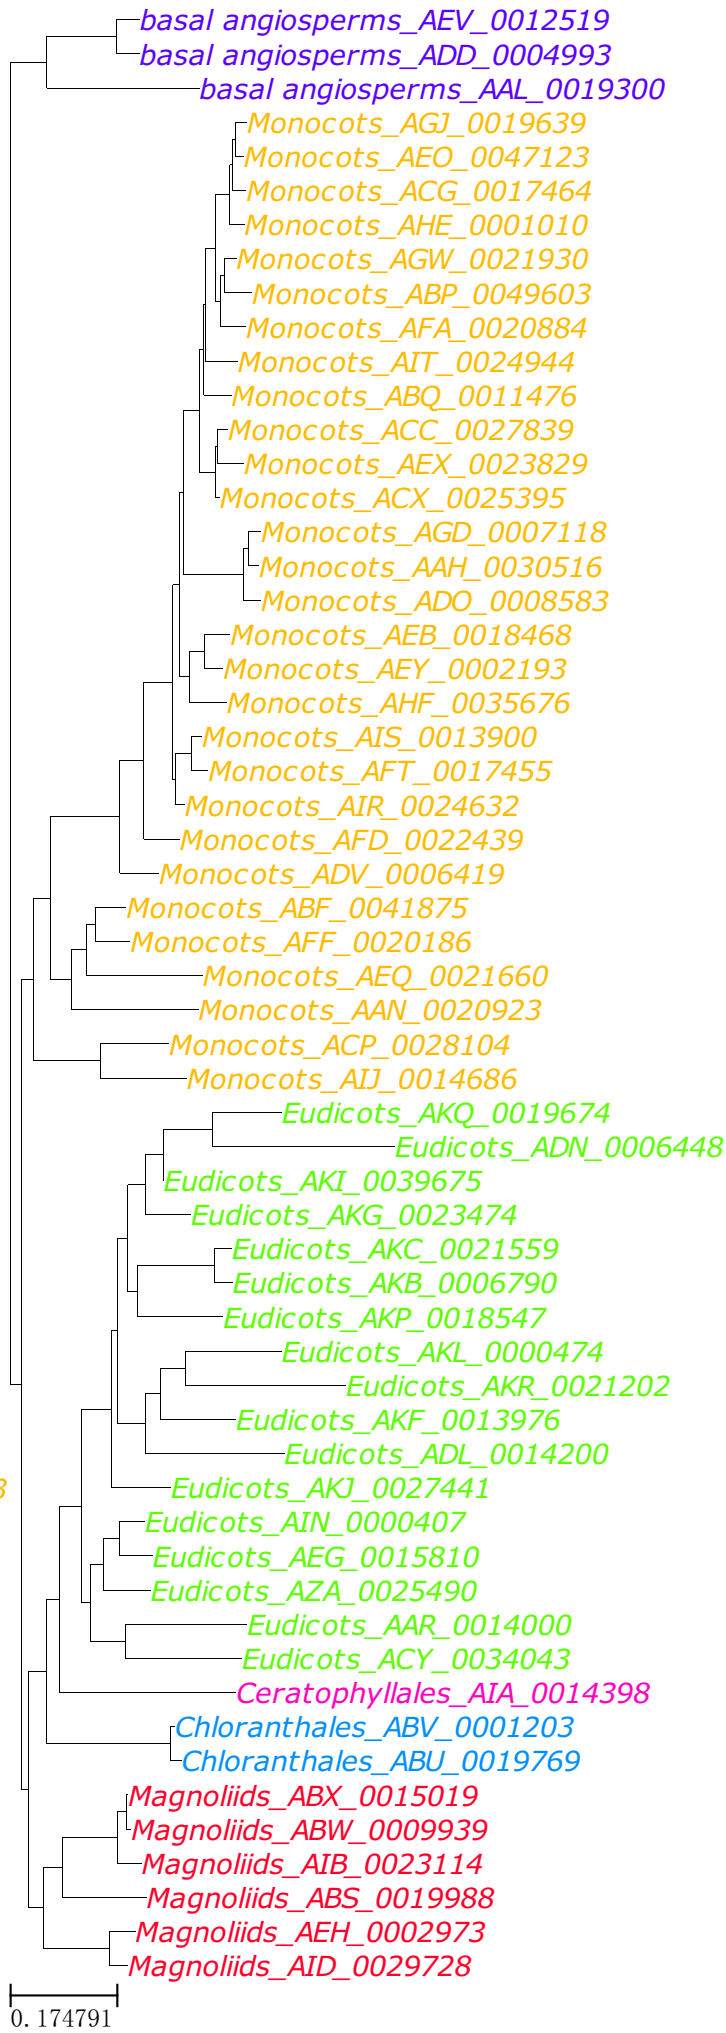 basal angiosperms_AEV_0012519
basal angiosperms_ADD_0004993
basal angiosperms_AAL_0019300
Monocots_AGJ_0019639
Monocots_AEO_0047123
Monocots_ACG_0017464
Monocots_AHE_0001010
Monocots_AGW_0021930
Monocots_ABP_0049603
Monocots_AFA_0020884
Monocots_AIT_0024944
Monocots_ABQ_0011476
Monocots_ACC_0027839
Monocots_AEX_0023829
Monocots_ACX_0025395
Monocots_AGD_0007118
Monocots_AAH_0030516
Monocots_ADO_0008583
Monocots_AEB_0018468
Monocots_AEY_0002193
Monocots_AHF_0035676
Monocots_AIS_0013900
Monocots_AFT_0017455
Monocots_AIR_0024632
Monocots_AFD_0022439
Monocots_ADV_0006419
Monocots_ABF_0041875
Monocots_AFF_0020186
Monocots_AEQ_0021660
Monocots_AAN_0020923
Monocots_ACP_0028104
Monocots_AIJ_0014686
Eudicots_AKQ_0019674
Eudicots_ADN_0006448
Eudicots_AKI_0039675
Eudicots_AKG_0023474
Eudicots_AKC_0021559
Eudicots_AKB_0006790
Eudicots_AKP_0018547
Eudicots_AKL_0000474
Eudicots_AKR_0021202
Eudicots_AKF_0013976
Eudicots_ADL_0014200
Eudicots_AKJ_0027441
Eudicots_AIN_0000407
Eudicots_AEG_0015810
Eudicots_AZA_0025490
Eudicots_AAR_0014000
Eudicots_ACY_0034043
Ceratophyllales_AIA_0014398
Chloranthales_ABV_0001203
Chloranthales_ABU_0019769
Magnoliids_ABX_0015019
Magnoliids_ABW_0009939
Magnoliids_AIB_0023114
Magnoliids_ABS_0019988
Magnoliids_AEH_0002973
Magnoliids_AID_0029728
0.174791